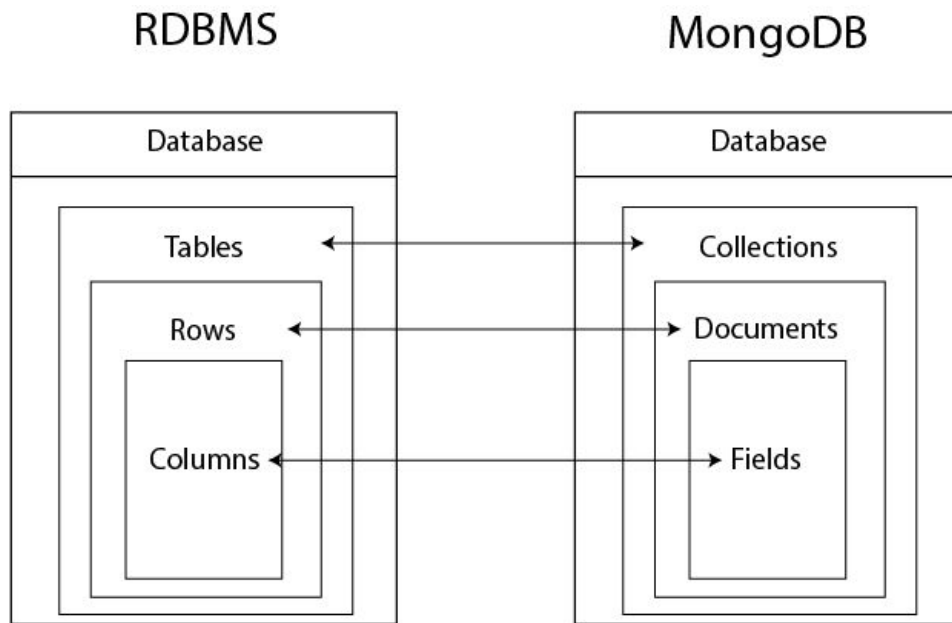 RDBMS
MongoDB
Database
Database
Tables
Collections
Rows
Documents
Columns
Fields